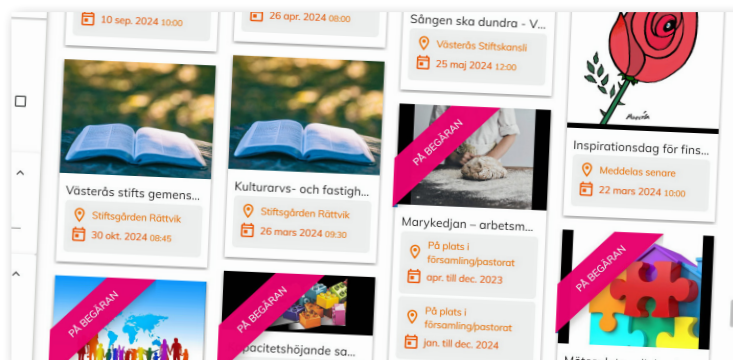 10 sep. 2024 10:00
Västerås stifts gemens...
Stiftsgården Rättvik
30 okt. 2024 08:45
PÅ BEGÄRAN
26 apr. 2024 08:00
Kulturarvs- och fastigh...
Stiftsgården Rättvik
26 mars 2024 09:30
PÅ BEGÄRAN
pacitetshöjande sa...
Sången ska dundra - V...
Västerås Stiftskansli
25 maj 2024 12:00
PÅ BEGÄRAN
Marykedjan – arbetsm...
På plats i
församling/pastorat
apr. till dec. 2023
På plats i
församling/pastorat
jan. till dec. 2024
Inspirationsdag för fins...
Meddelas senare
22 mars 2024 10:00
PÅ BEGÄRAN